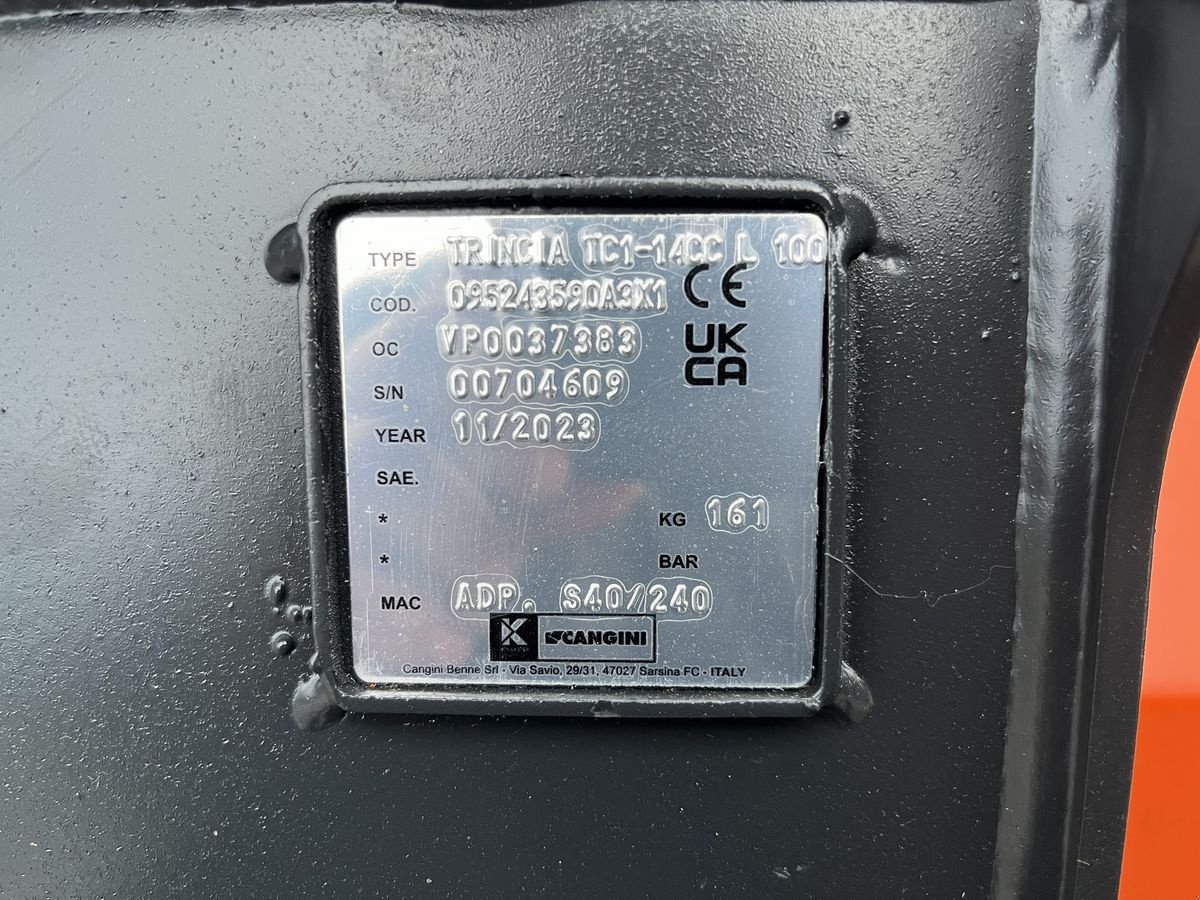 TYPE TRINCIA TC1-14CC L 100
COD. 09524359DA3X1
CE
OC YP0037383
UK
CA
S/N 00704609
YEAR 11/2023
SAE.
* KG 161
* BAR
MAC ADP. S40/240
K CANGINI
Cangini Benne Srl - Via Savio, 29/31, 47027 Sarsina FC - ITALY